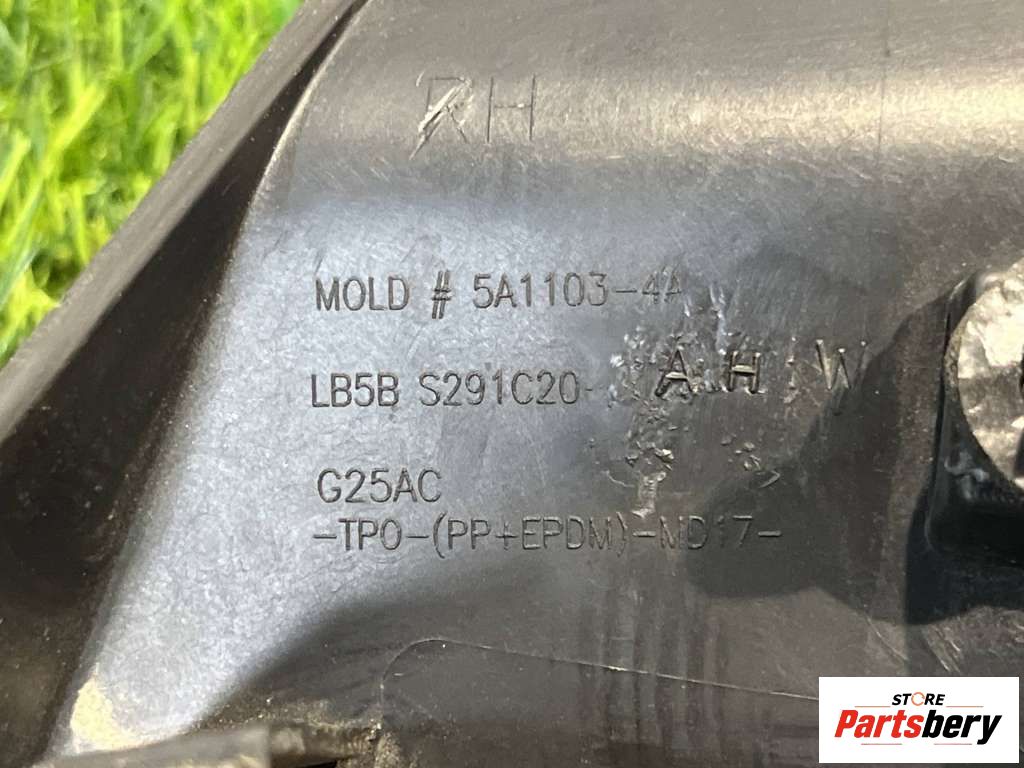 RH
MOLD # 5A1103-4A
LB5B S291C20- A H W
G25AC
-TPO-(PP+EPDM)-MD17-
STORE
Partsbery